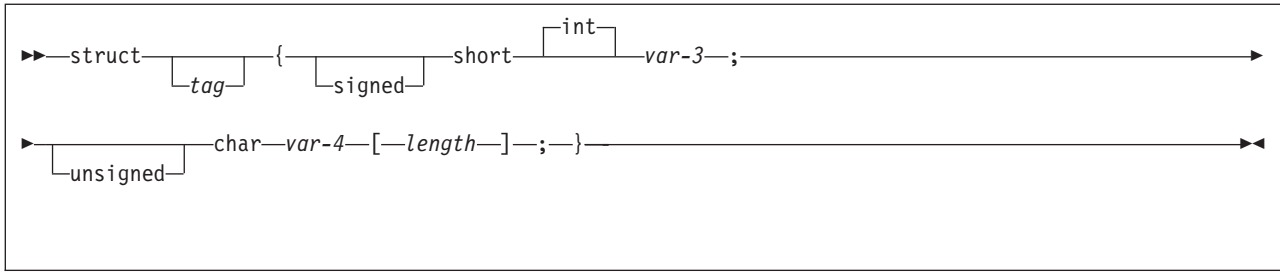 int
struct { short var-3 ;
tag signed
char var-4 [ length ] ; }
unsigned